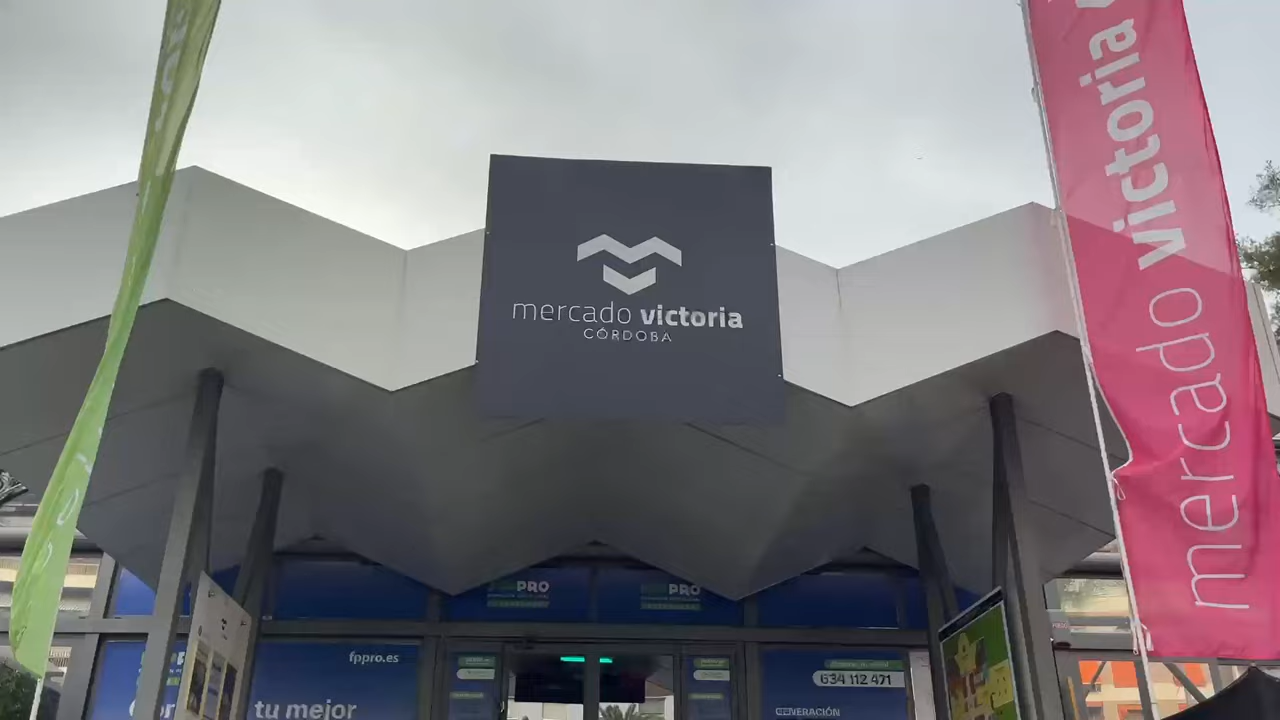 mercado victoria
CÓRDOBA
mercado victoria
PRO
PRO
fppro.es
tu mejor
634 112 471
GENERACIÓN